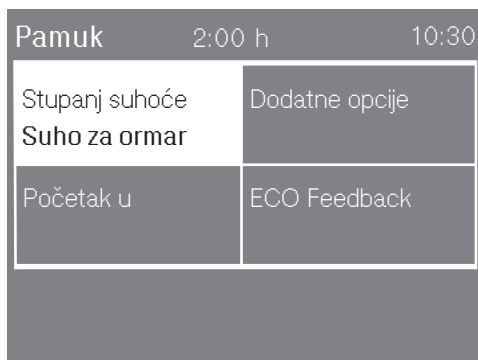 Pamuk 2:00 h 10:30
Stupanj suhoće Dodatne opcije
Suho za ormar
Početak u ECO Feedback